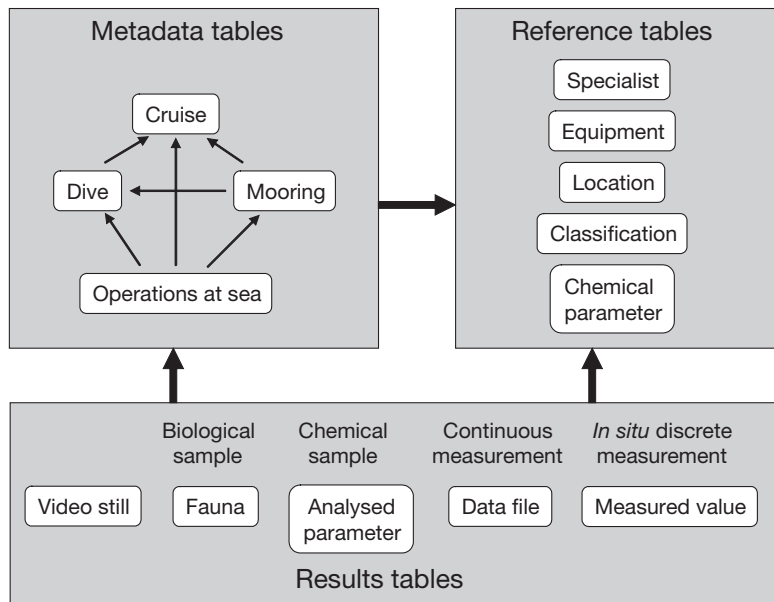 Metadata tables
Cruise
Dive
Mooring
Operations at sea
Reference tables
Specialist
Equipment
Location
Classification
Chemical
parameter
Biological
sample
Chemical
sample
Continuous
measurement
In situ discrete
measurement
Video still
Fauna
Analysed
parameter
Data file
Measured value
Results tables